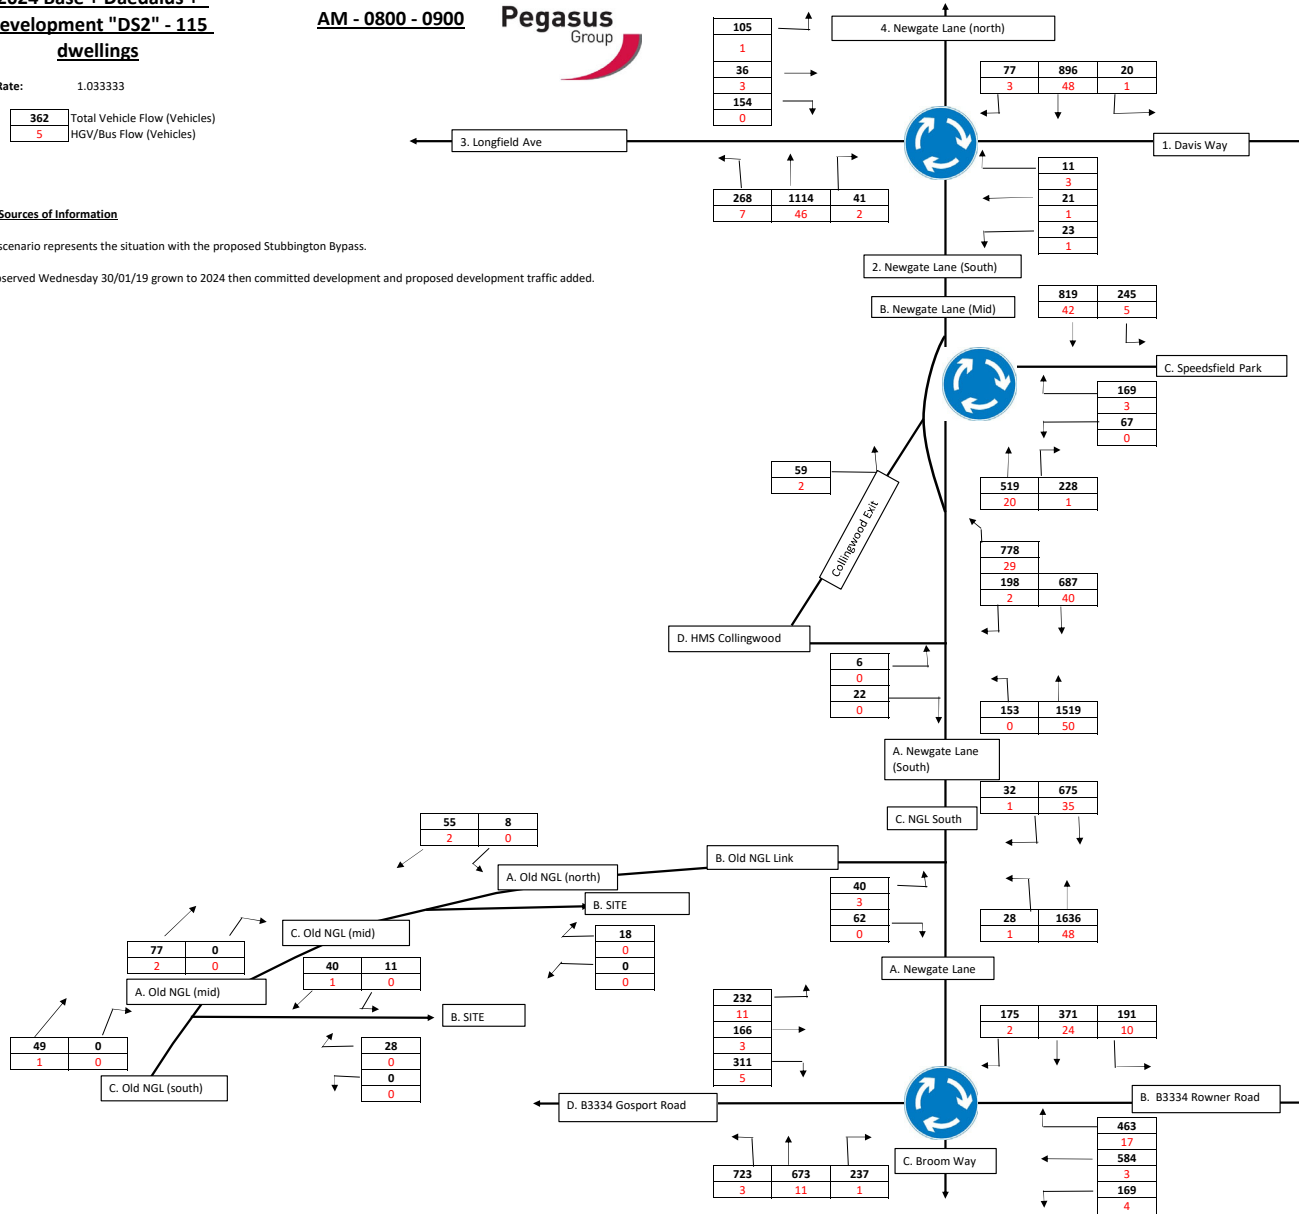 2024 Base + Daedalus +
evelopment "DS2" - 115
dwellings
AM - 0800 - 0900
Pegasus
Group
Rate: 1.033333
362 Total Vehicle Flow (Vehicles)
5 HGV/Bus Flow (Vehicles)
Sources of Information
scenario represents the situation with the proposed Stubbington Bypass.
bserved Wednesday 30/01/19 grown to 2024 then committed development and proposed development traffic added.
4. Newgate Lane (north)
105
1
36
3
154
0
77 896 20
3 48 1
3. Longfield Ave
1. Davis Way
268 1114 41
7 46 2
11
3
21
1
23
1
2. Newgate Lane (South)
B. Newgate Lane (Mid)
819 245
42 5
C. Speedsfield Park
169
3
67
0
59
2
519 228
20 1
Collingwood Exit
778
29
198 687
2 40
D. HMS Collingwood
6
0
22
0
153 1519
0 50
A. Newgate Lane
(South)
32 675
1 35
C. NGL South
55 8
2 0
B. Old NGL Link
A. Old NGL (north)
40
3
62
0
28 1636
1 48
B. SITE
C. Old NGL (mid)
18
0
0
0
77 0
2 0
40 11
1 0
A. Newgate Lane
A. Old NGL (mid)
B. SITE
232
11
166
3
311
5
175 371 191
2 24 10
49 0
1 0
28
0
0
0
C. Old NGL (south)
D. B3334 Gosport Road
B. B3334 Rowner Road
463
17
584
3
169
4
C. Broom Way
723 673 237
3 11 1